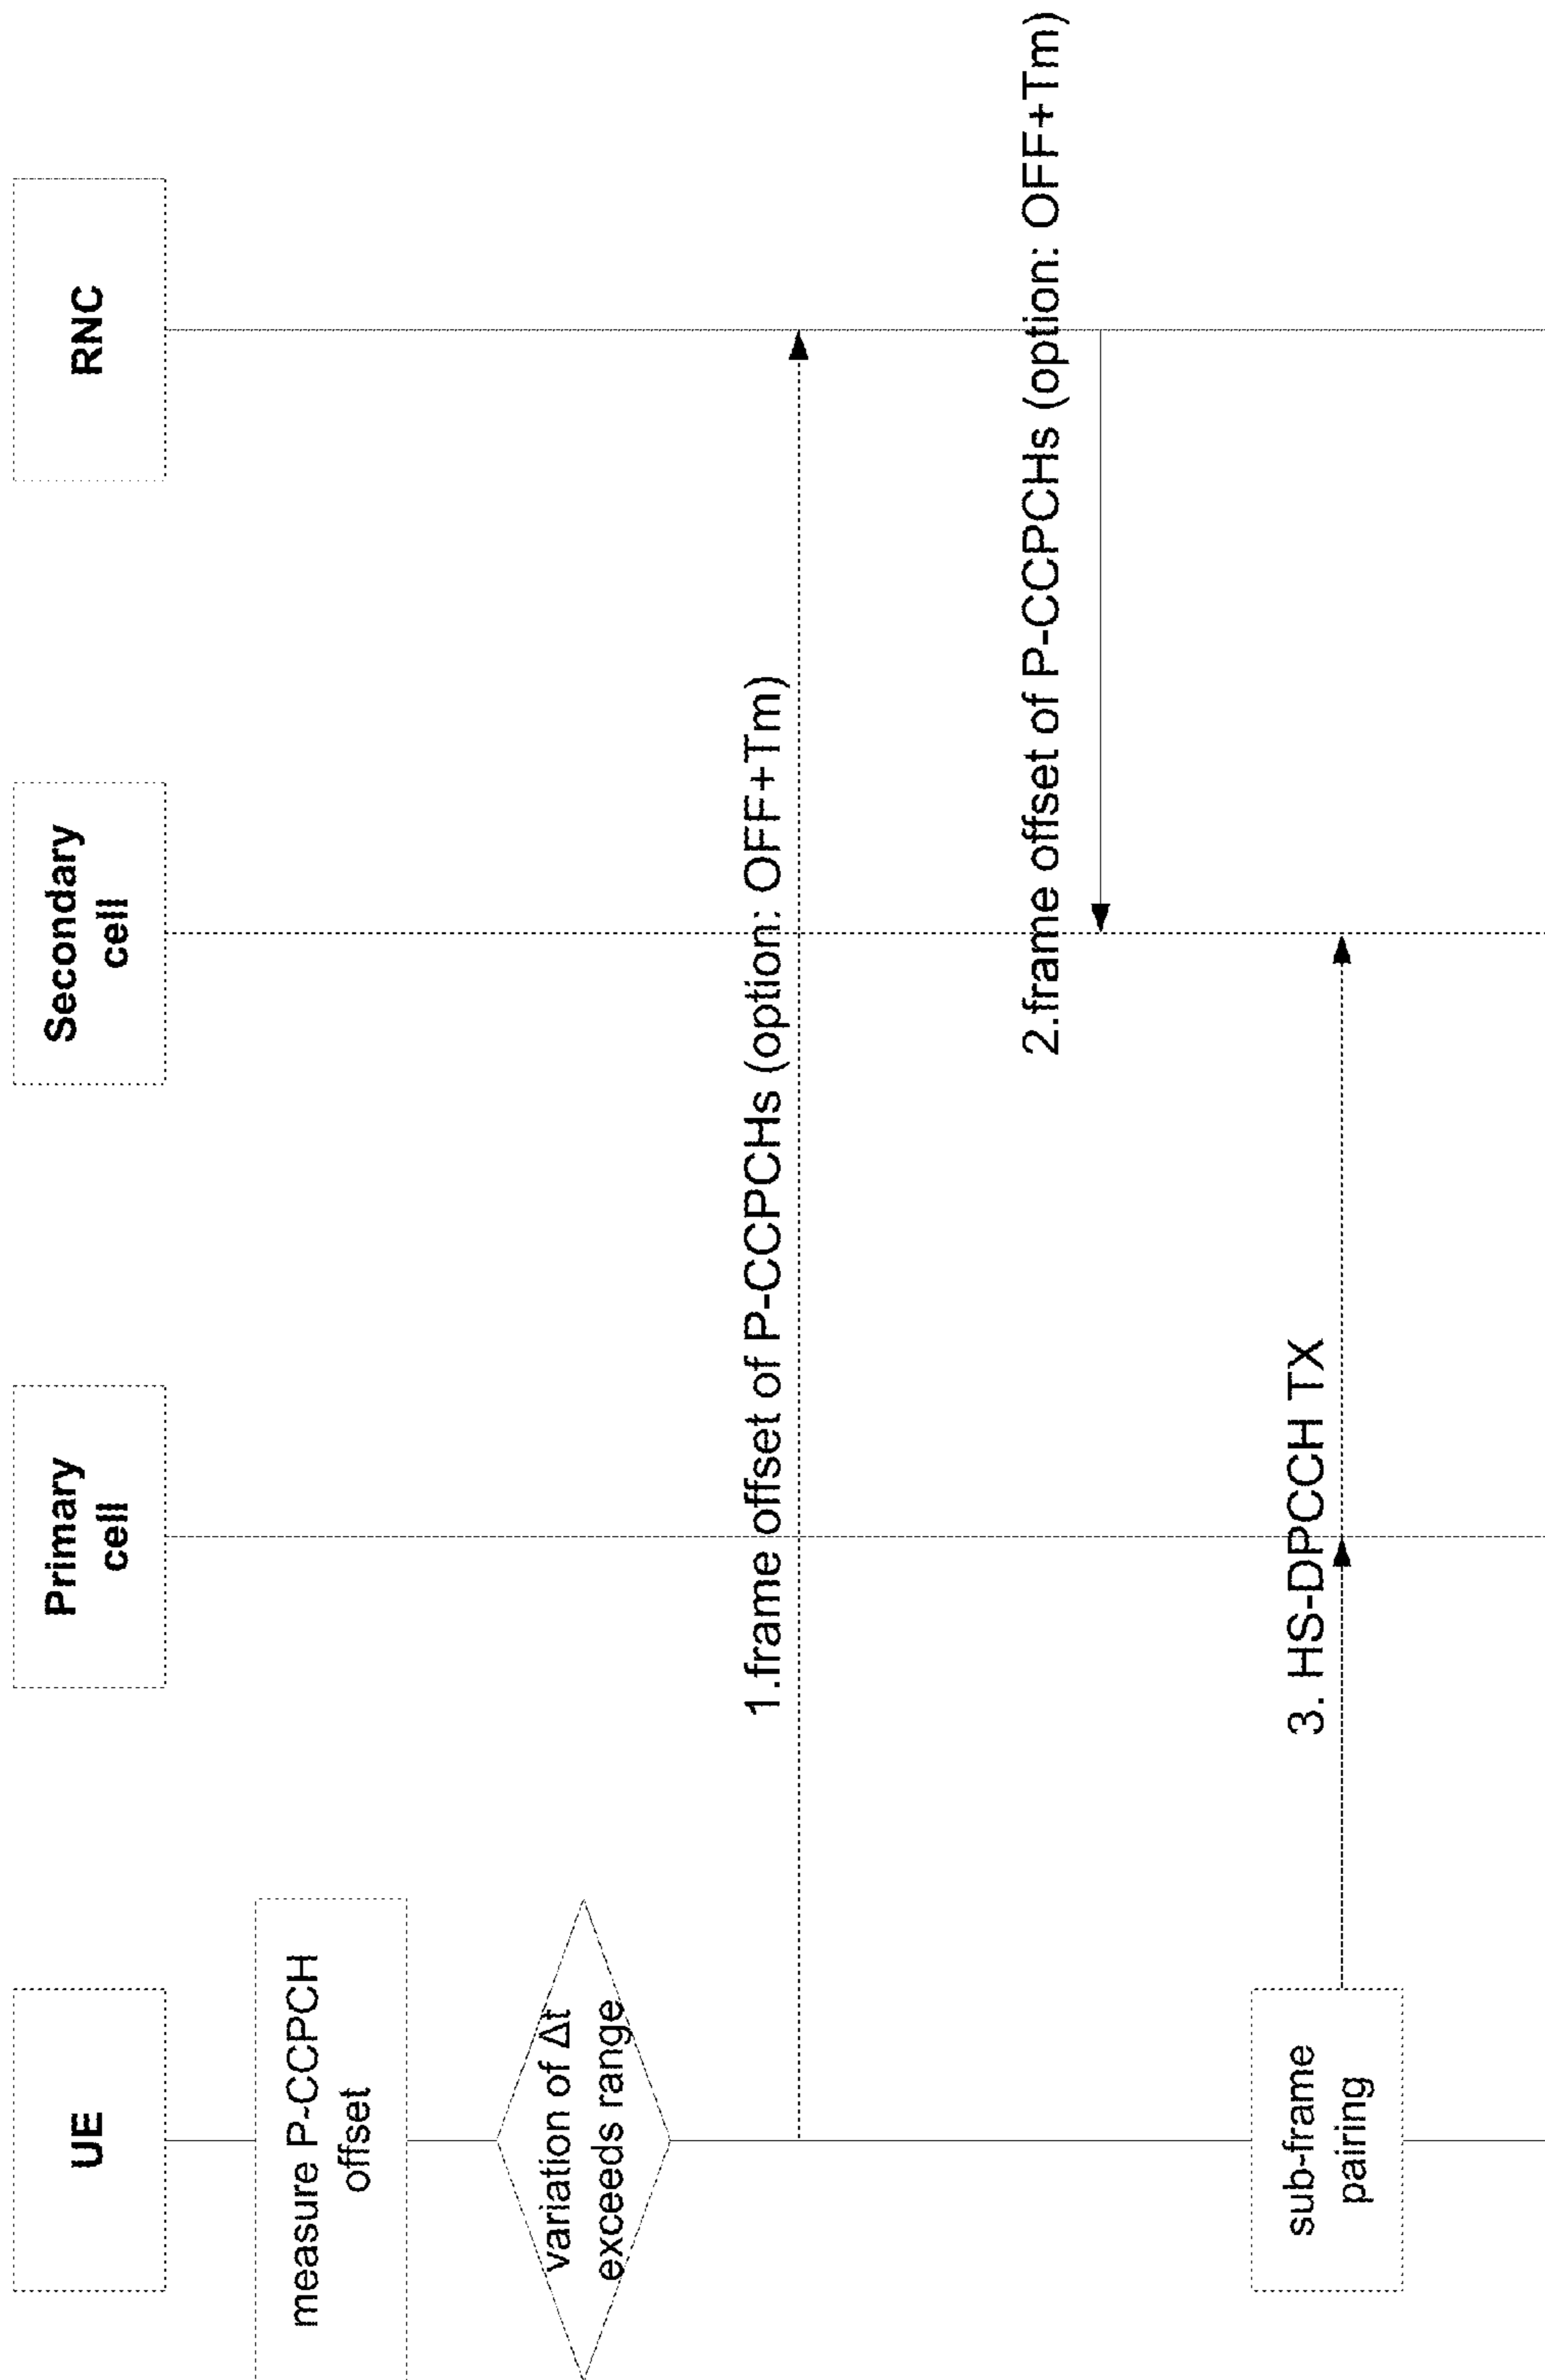 UE
Primary
cell
Secondary
cell
RNC
measure P-CCPCH
offset
variation of Δt
exceeds range
1.frame offset of P-CCPCHs (option: OFF+Tm)
2.frame offset of P-CCPCHs (option: OFF+Tm)
sub-frame
pairing
3. HS-DPCCH TX